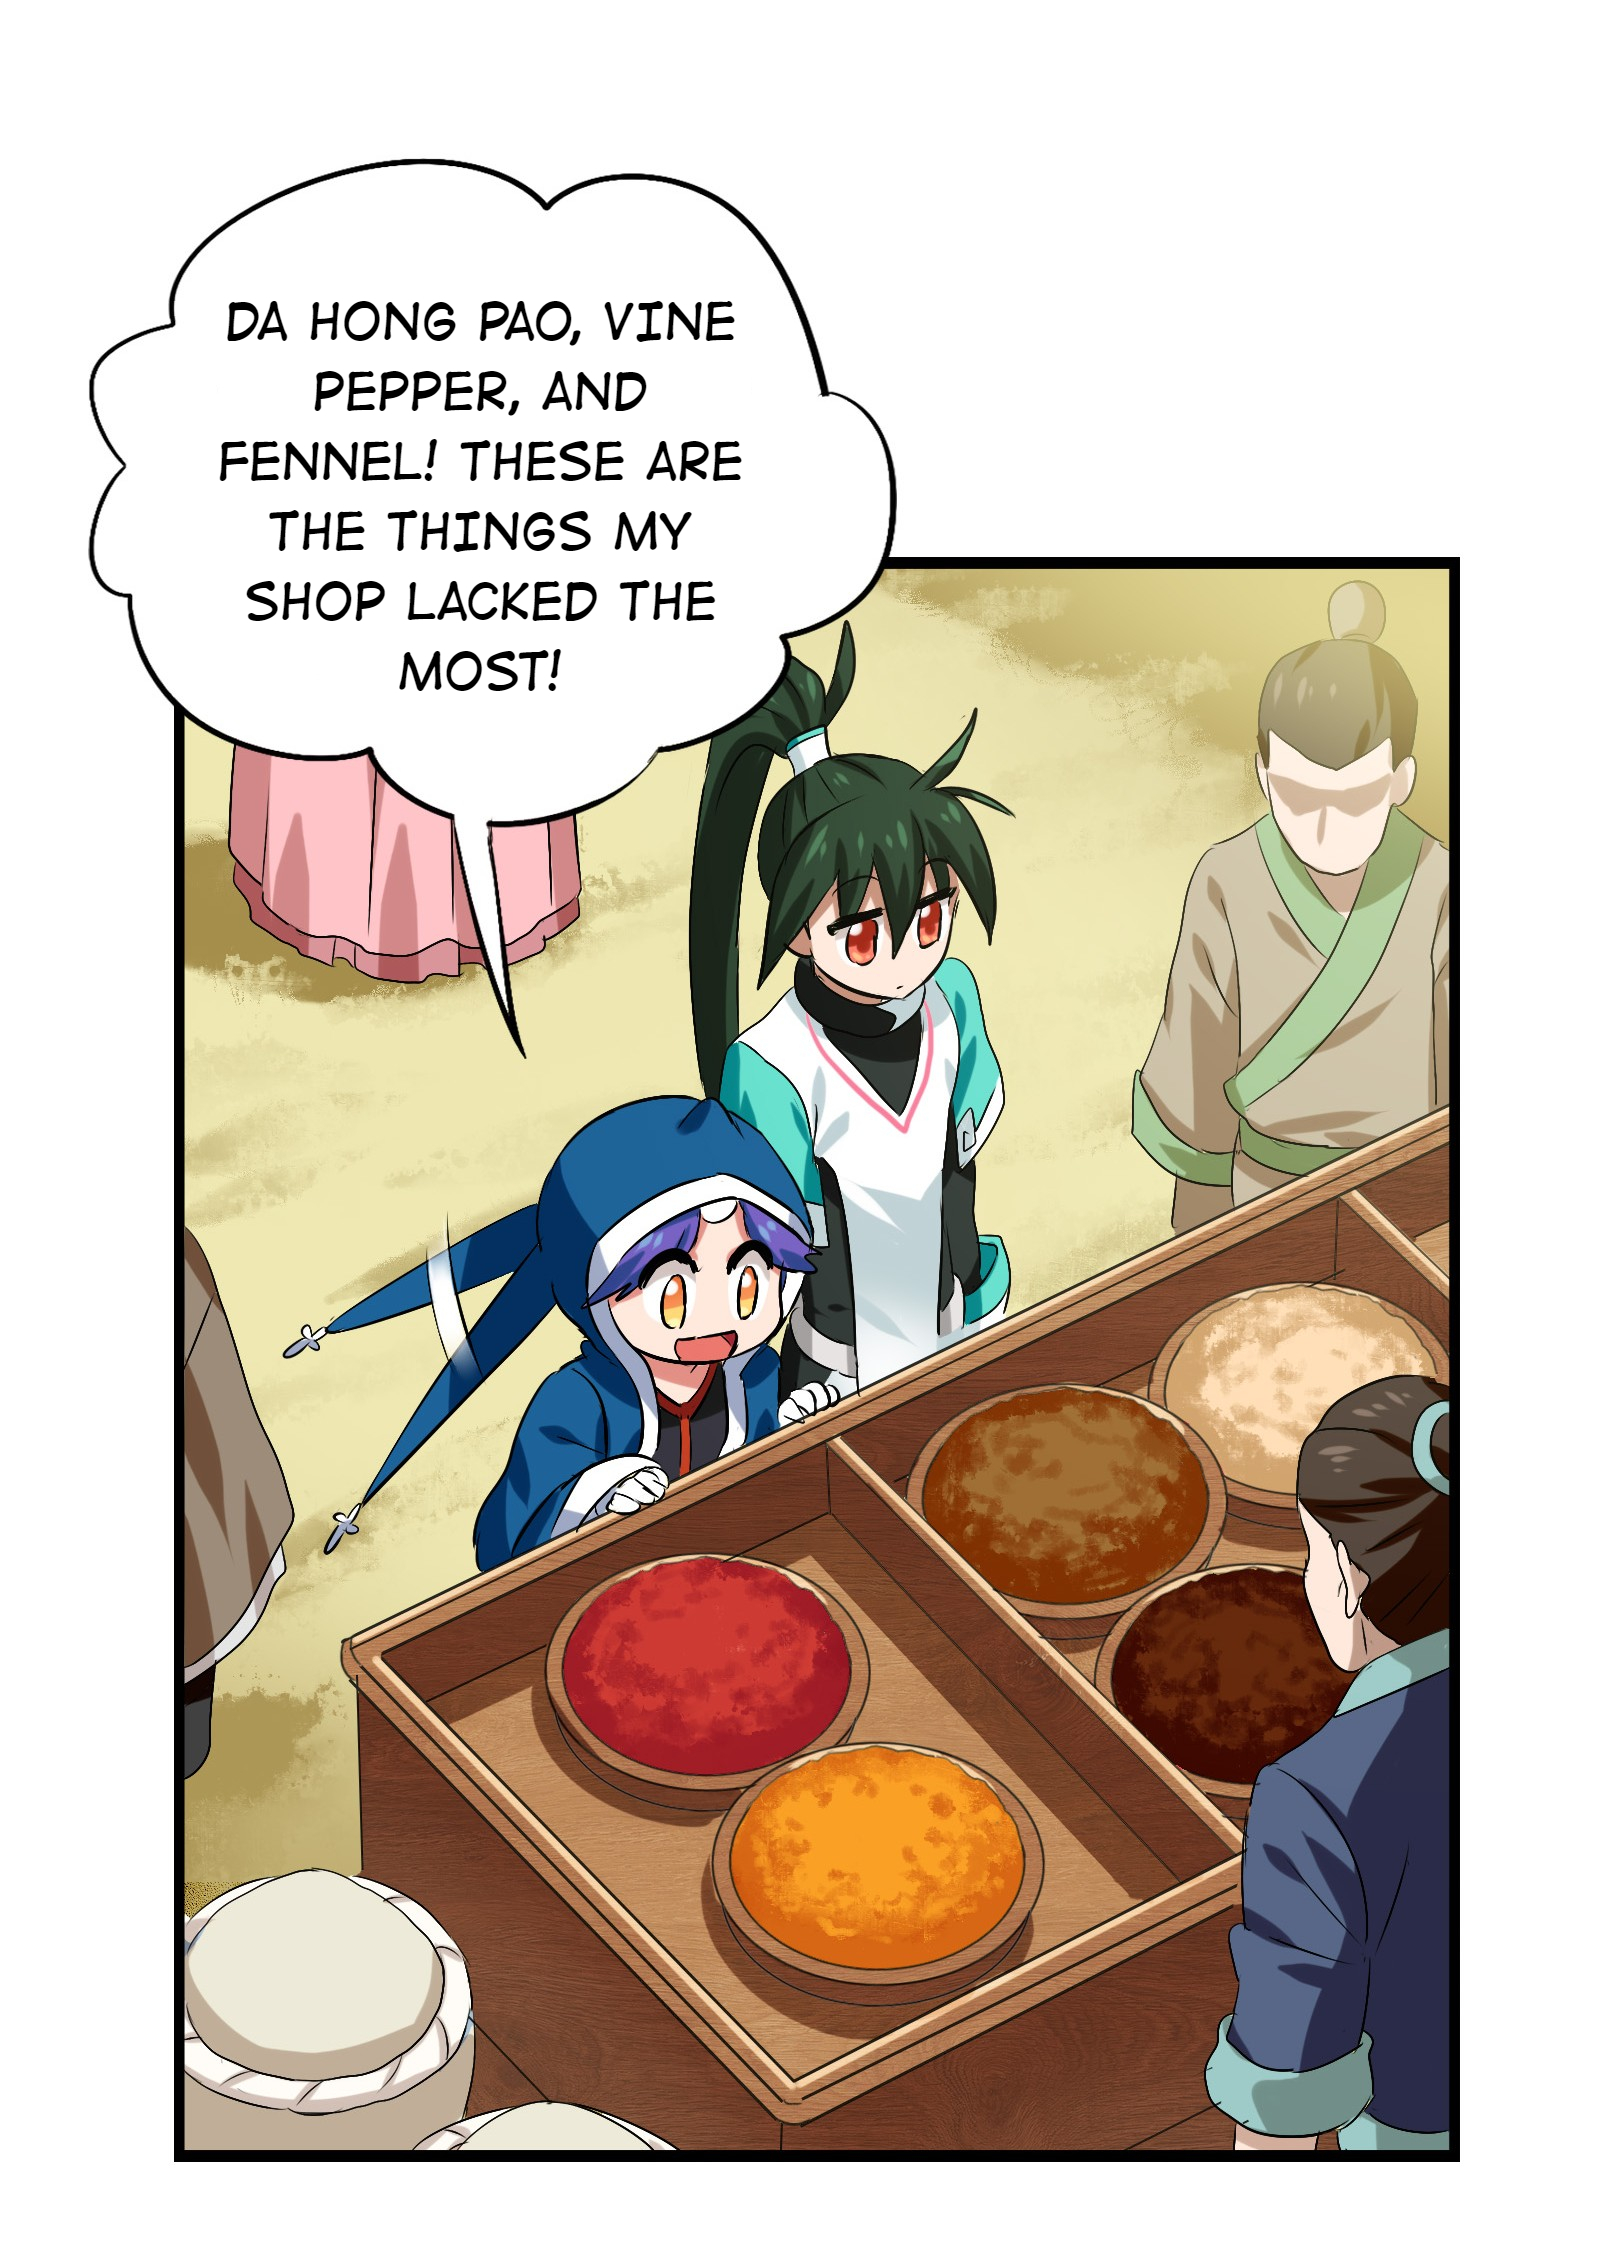 DA HONG PAO, VINE
PEPPER, AND
FENNEL! THESE ARE
THE THINGS MY
SHOP LACKED THE
MOST!